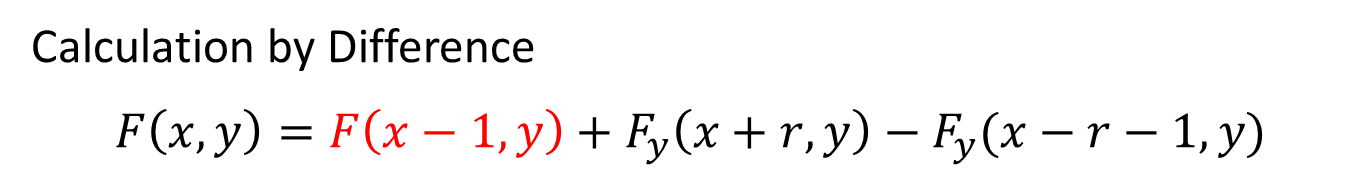 Calculation by Difference
F(x, y) = F(x − 1, y) + F_y(x + r, y) − F_y(x − r − 1, y)